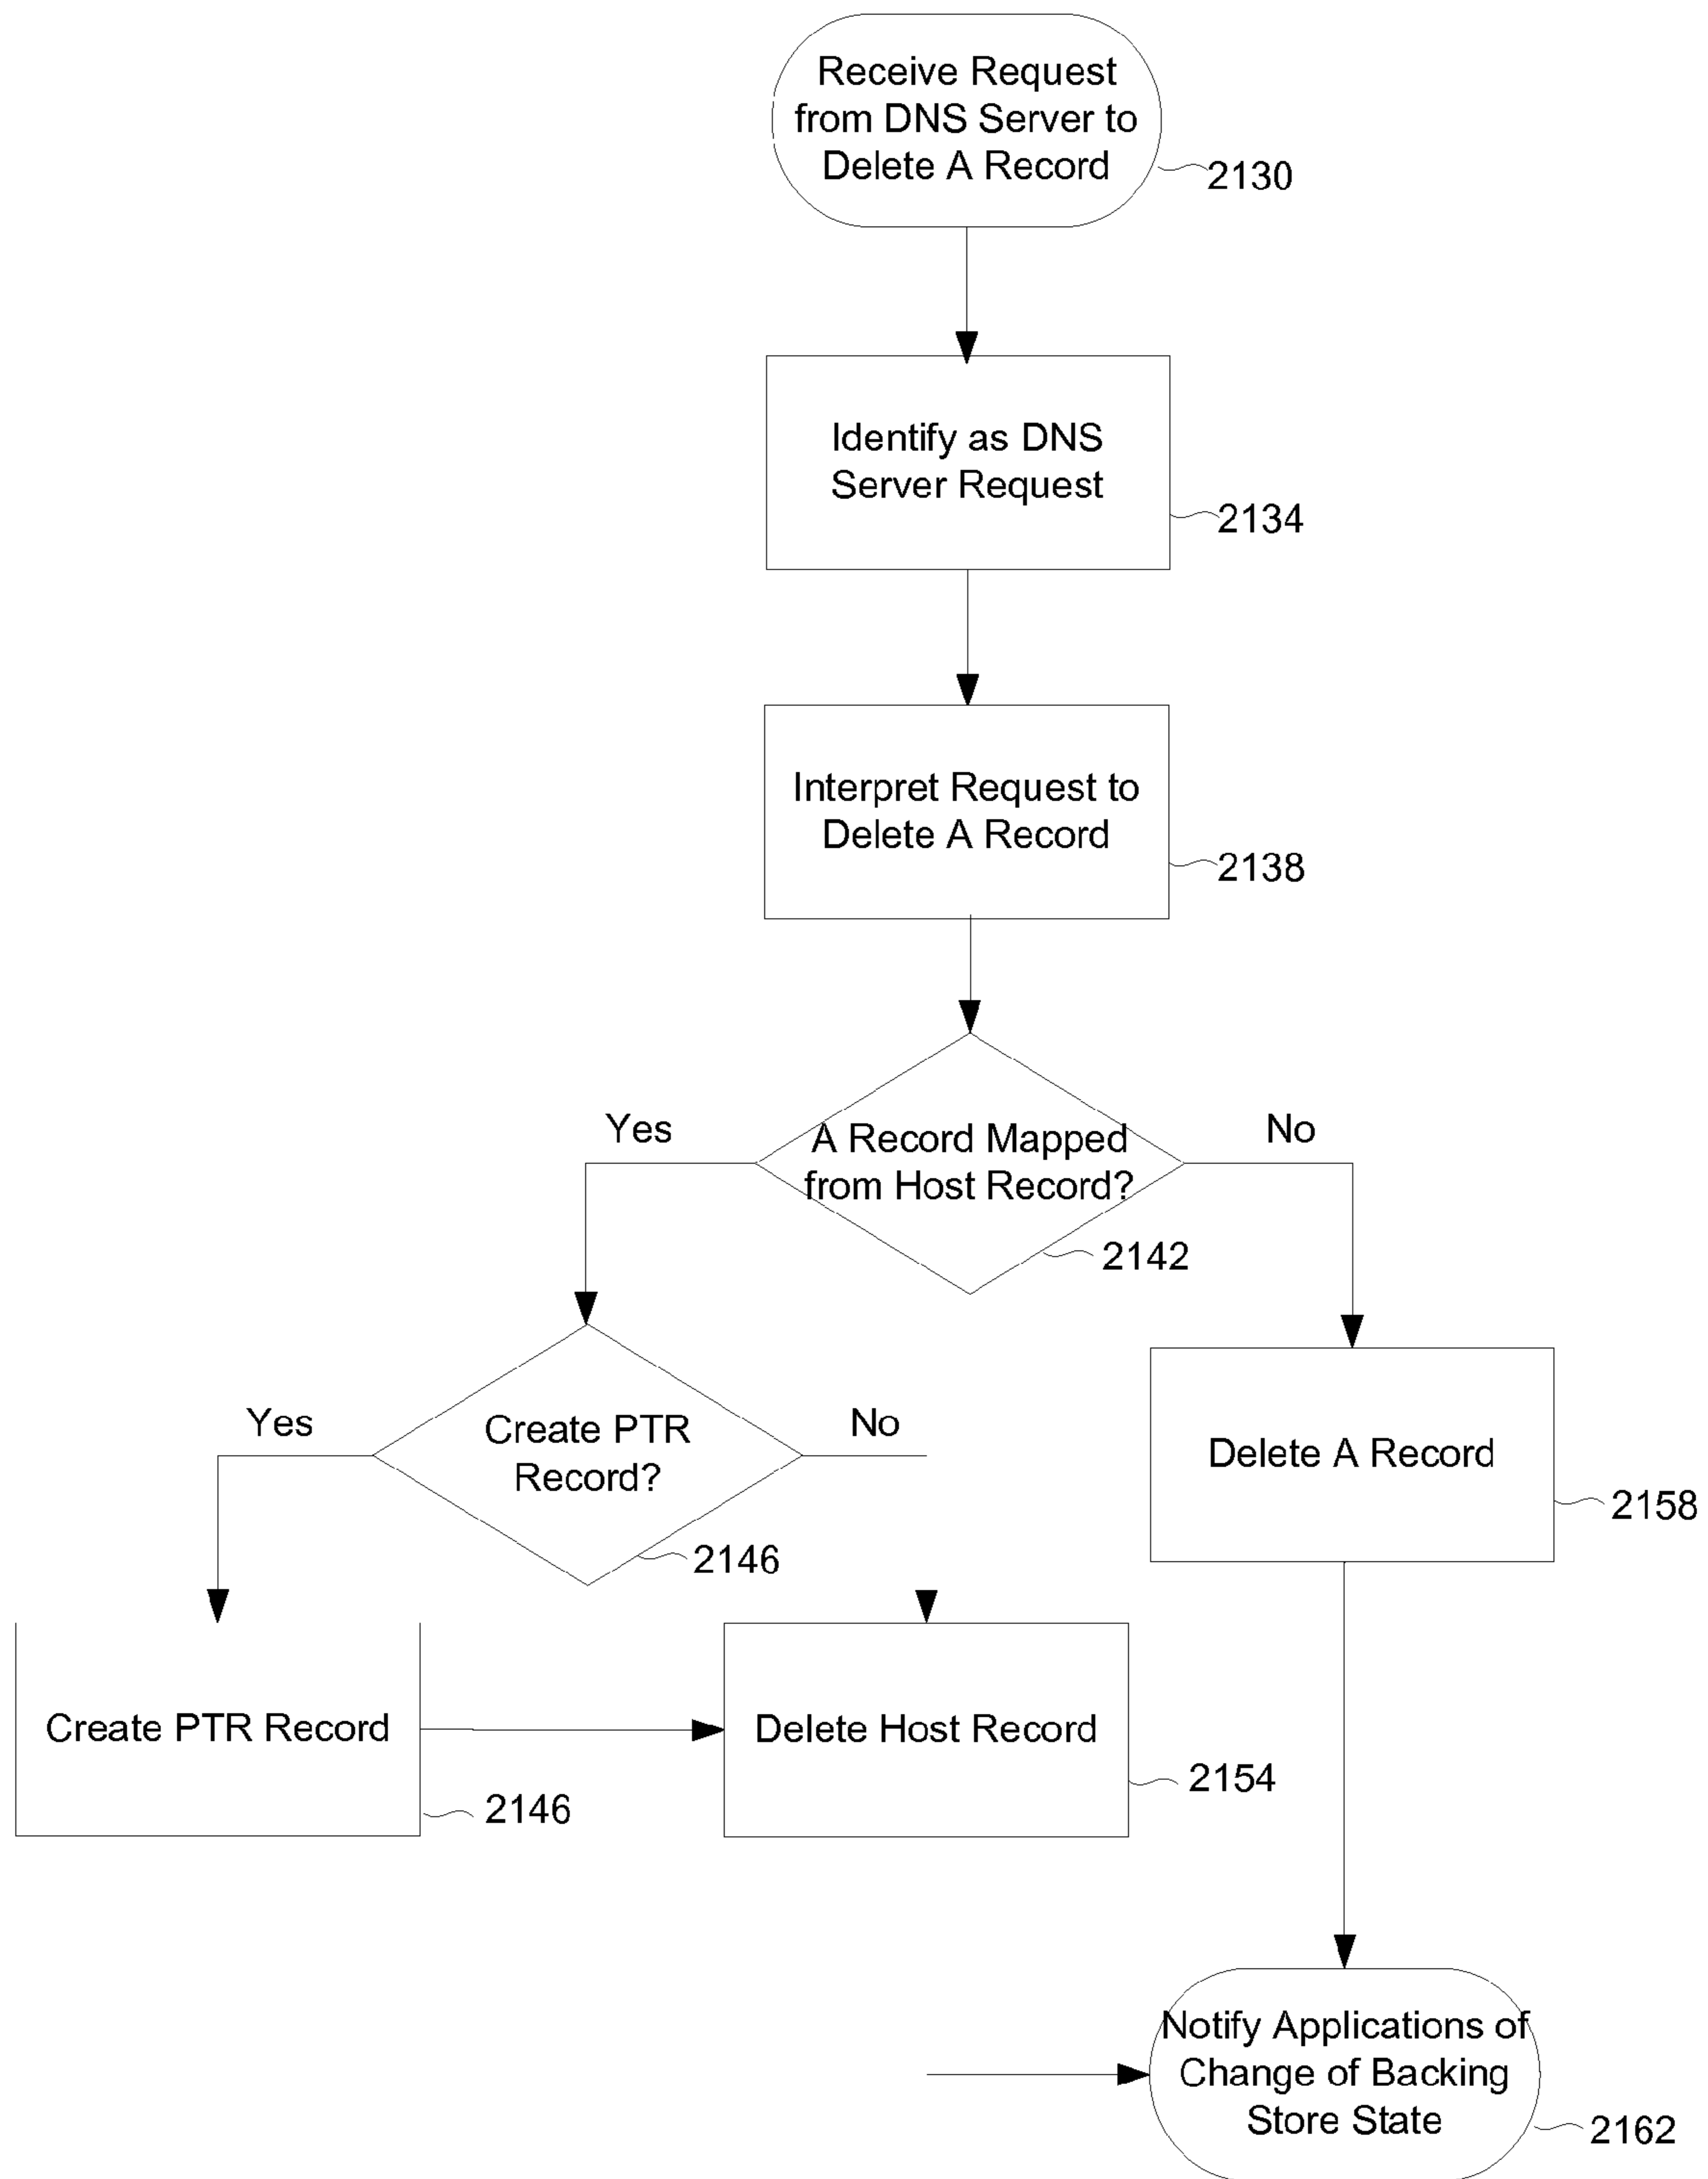 Receive Request
from DNS Server to
Delete A Record
2130
Identify as DNS
Server Request
2134
Interpret Request to
Delete A Record
2138
Yes
A Record Mapped
from Host Record?
No
2142
Yes
Create PTR
Record?
No
2146
Delete A Record
2158
Create PTR Record
2146
Delete Host Record
2154
Notify Applications of
Change of Backing
Store State
2162